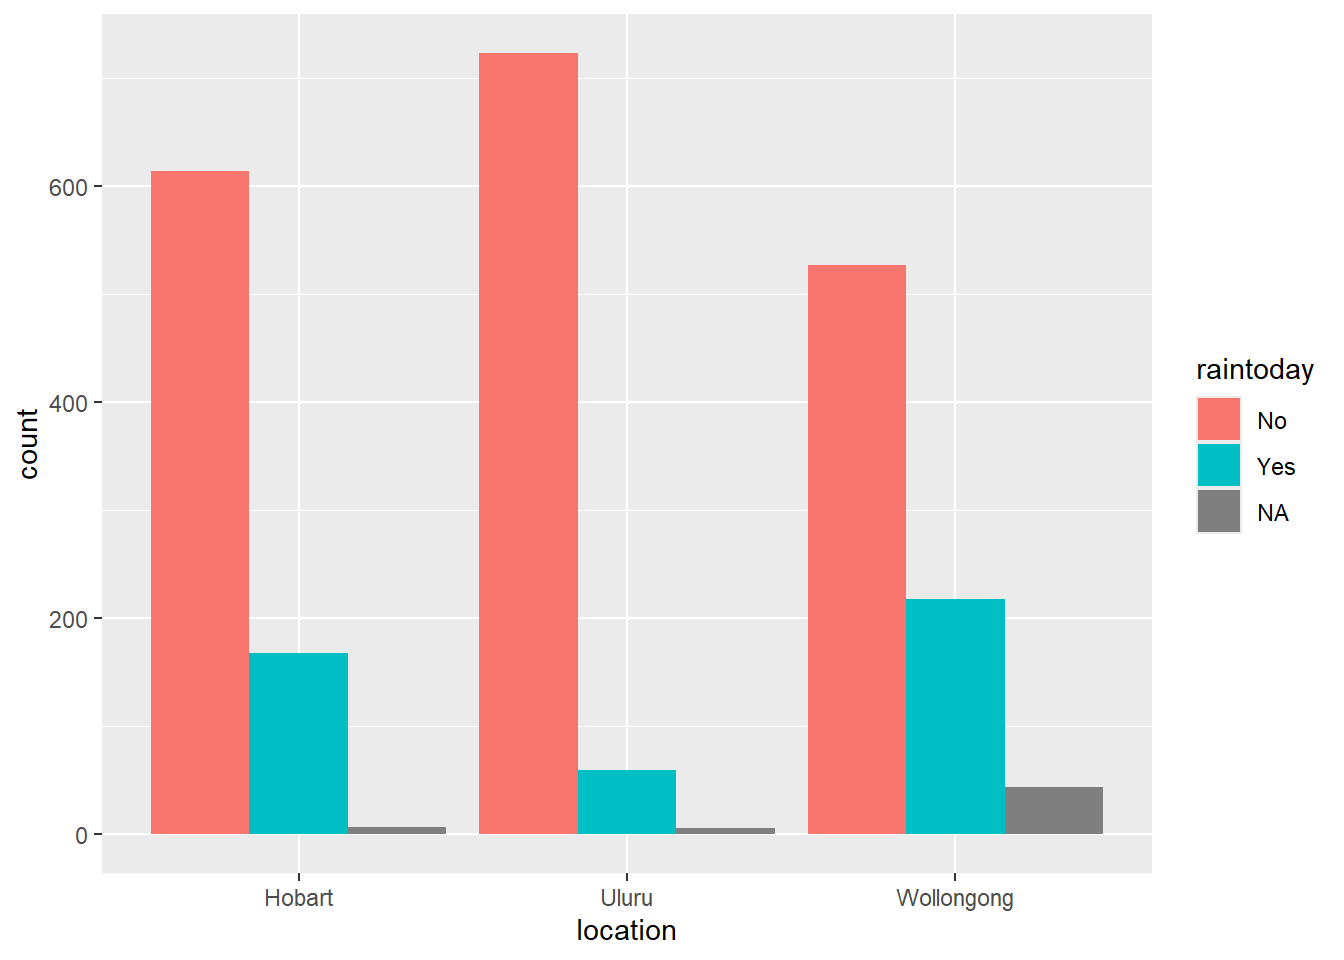 600
400
200
0
count
Hobart
Uluru
Wollongong
location
raintoday
No
Yes
NA